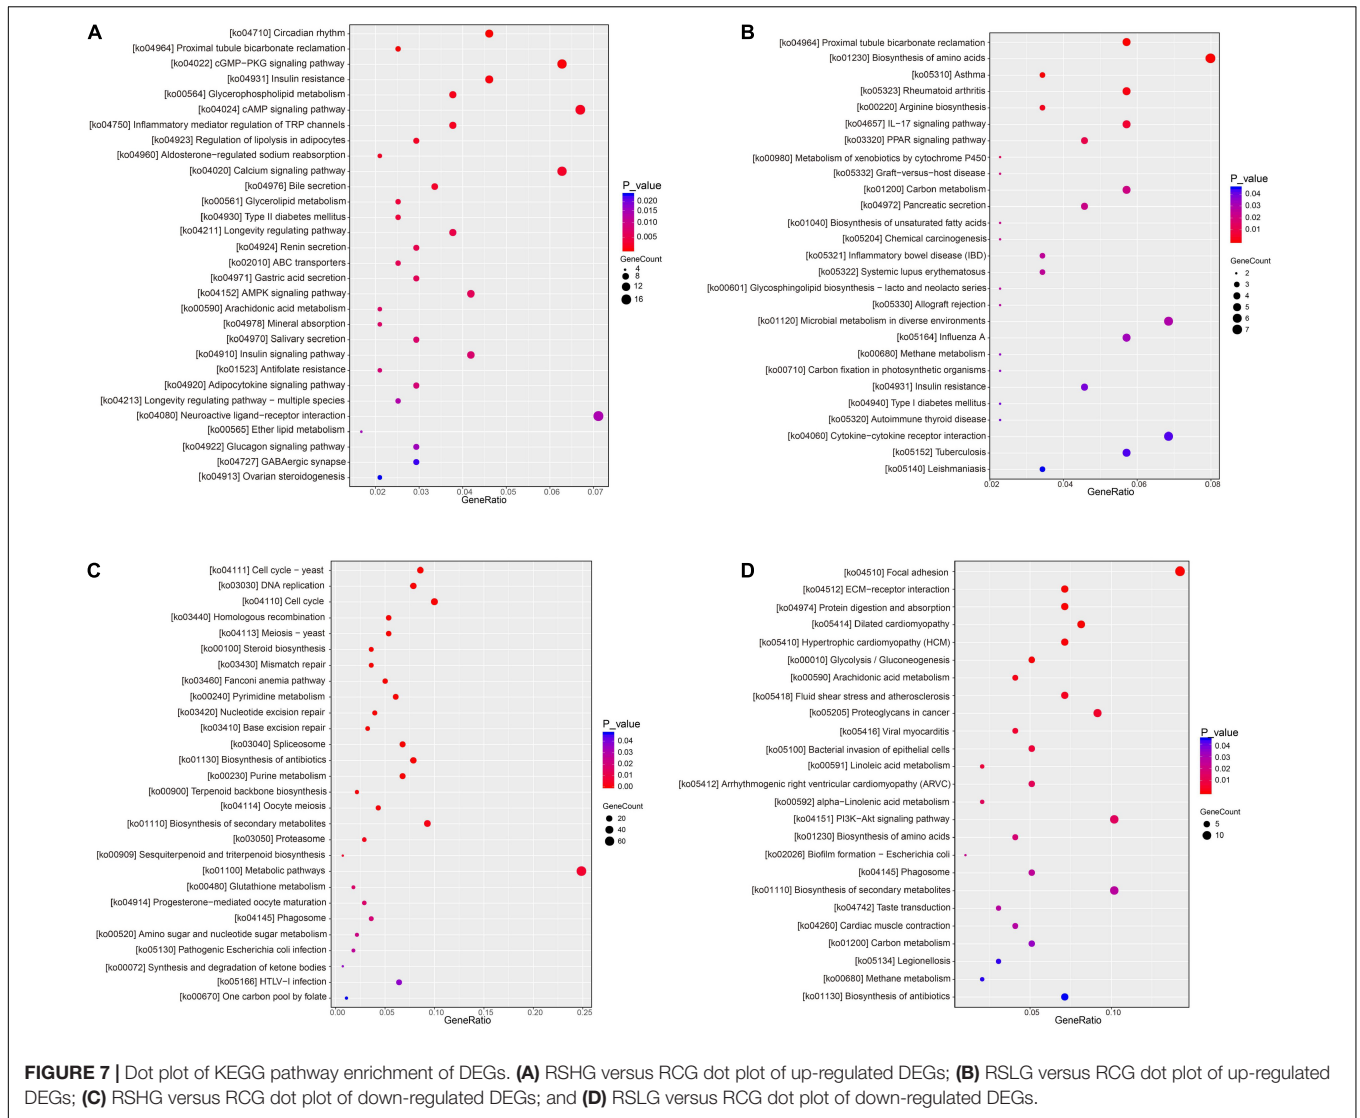 A
[ko04710] Circadian rhythm
[ko04964] Proximal tubule bicarbonate reclamation
[ko04022] cGMP−PKG signaling pathway
[ko04931] Insulin resistance
[ko00564] Glycerophospholipid metabolism
[ko04024] cAMP signaling pathway
[ko04750] Inflammatory mediator regulation of TRP channels
[ko04923] Regulation of lipolysis in adipocytes
[ko04960] Aldosterone−regulated sodium reabsorption
[ko04020] Calcium signaling pathway
[ko04976] Bile secretion
[ko00561] Glycerolipid metabolism
[ko04930] Type II diabetes mellitus
[ko04211] Longevity regulating pathway
[ko04924] Renin secretion
[ko02010] ABC transporters
[ko04971] Gastric acid secretion
[ko04152] AMPK signaling pathway
[ko00590] Arachidonic acid metabolism
[ko04978] Mineral absorption
[ko04970] Salivary secretion
[ko04910] Insulin signaling pathway
[ko01523] Antifolate resistance
[ko04920] Adipocytokine signaling pathway
[ko04213] Longevity regulating pathway − multiple species
[ko04080] Neuroactive ligand−receptor interaction
[ko00565] Ether lipid metabolism
[ko04922] Glucagon signaling pathway
[ko04727] GABAergic synapse
[ko04913] Ovarian steroidogenesis
0.02 0.03 0.04 0.05 0.06 0.07
GeneRatio
P_value
0.020
0.015
0.010
0.005
GeneCount
4
8
12
16
B
[ko04964] Proximal tubule bicarbonate reclamation
[ko01230] Biosynthesis of amino acids
[ko05310] Asthma
[ko05323] Rheumatoid arthritis
[ko00220] Arginine biosynthesis
[ko04657] IL−17 signaling pathway
[ko03320] PPAR signaling pathway
[ko00980] Metabolism of xenobiotics by cytochrome P450
[ko05332] Graft−versus−host disease
[ko01200] Carbon metabolism
[ko04972] Pancreatic secretion
[ko01040] Biosynthesis of unsaturated fatty acids
[ko05204] Chemical carcinogenesis
[ko05321] Inflammatory bowel disease (IBD)
[ko05322] Systemic lupus erythematosus
[ko00601] Glycosphingolipid biosynthesis − lacto and neolacto series
[ko05330] Allograft rejection
[ko01120] Microbial metabolism in diverse environments
[ko05164] Influenza A
[ko00680] Methane metabolism
[ko00710] Carbon fixation in photosynthetic organisms
[ko04931] Insulin resistance
[ko04940] Type I diabetes mellitus
[ko05320] Autoimmune thyroid disease
[ko04060] Cytokine−cytokine receptor interaction
[ko05152] Tuberculosis
[ko05140] Leishmaniasis
0.02 0.04 0.06 0.08
GeneRatio
P_value
0.04
0.03
0.02
0.01
GeneCount
2
3
4
5
6
7
C
[ko04111] Cell cycle − yeast
[ko03030] DNA replication
[ko04110] Cell cycle
[ko03440] Homologous recombination
[ko04113] Meiosis − yeast
[ko00100] Steroid biosynthesis
[ko03430] Mismatch repair
[ko03460] Fanconi anemia pathway
[ko00240] Pyrimidine metabolism
[ko03420] Nucleotide excision repair
[ko03410] Base excision repair
[ko03040] Spliceosome
[ko01130] Biosynthesis of antibiotics
[ko00230] Purine metabolism
[ko00900] Terpenoid backbone biosynthesis
[ko04114] Oocyte meiosis
[ko01110] Biosynthesis of secondary metabolites
[ko03050] Proteasome
[ko00909] Sesquiterpenoid and triterpenoid biosynthesis
[ko01100] Metabolic pathways
[ko00480] Glutathione metabolism
[ko04914] Progesterone−mediated oocyte maturation
[ko04145] Phagosome
[ko00520] Amino sugar and nucleotide sugar metabolism
[ko05130] Pathogenic Escherichia coli infection
[ko00072] Synthesis and degradation of ketone bodies
[ko05166] HTLV−I infection
[ko00670] One carbon pool by folate
0.00 0.05 0.10 0.15 0.20 0.25
GeneRatio
P_value
0.04
0.03
0.02
0.01
0.00
GeneCount
20
40
60
D
[ko04510] Focal adhesion
[ko04512] ECM−receptor interaction
[ko04974] Protein digestion and absorption
[ko05414] Dilated cardiomyopathy
[ko05410] Hypertrophic cardiomyopathy (HCM)
[ko00010] Glycolysis / Gluconeogenesis
[ko00590] Arachidonic acid metabolism
[ko05418] Fluid shear stress and atherosclerosis
[ko05205] Proteoglycans in cancer
[ko05416] Viral myocarditis
[ko05100] Bacterial invasion of epithelial cells
[ko00591] Linoleic acid metabolism
[ko05412] Arrhythmogenic right ventricular cardiomyopathy (ARVC)
[ko00592] alpha−Linolenic acid metabolism
[ko04151] PI3K−Akt signaling pathway
[ko01230] Biosynthesis of amino acids
[ko02026] Biofilm formation − Escherichia coli
[ko04145] Phagosome
[ko01110] Biosynthesis of secondary metabolites
[ko04742] Taste transduction
[ko04260] Cardiac muscle contraction
[ko01200] Carbon metabolism
[ko05134] Legionellosis
[ko00680] Methane metabolism
[ko01130] Biosynthesis of antibiotics
0.05 0.10
GeneRatio
P_value
0.04
0.03
0.02
0.01
GeneCount
5
10
FIGURE 7 | Dot plot of KEGG pathway enrichment of DEGs. (A) RSHG versus RCG dot plot of up-regulated DEGs; (B) RSLG versus RCG dot plot of up-regulated
DEGs; (C) RSHG versus RCG dot plot of down-regulated DEGs; and (D) RSLG versus RCG dot plot of down-regulated DEGs.